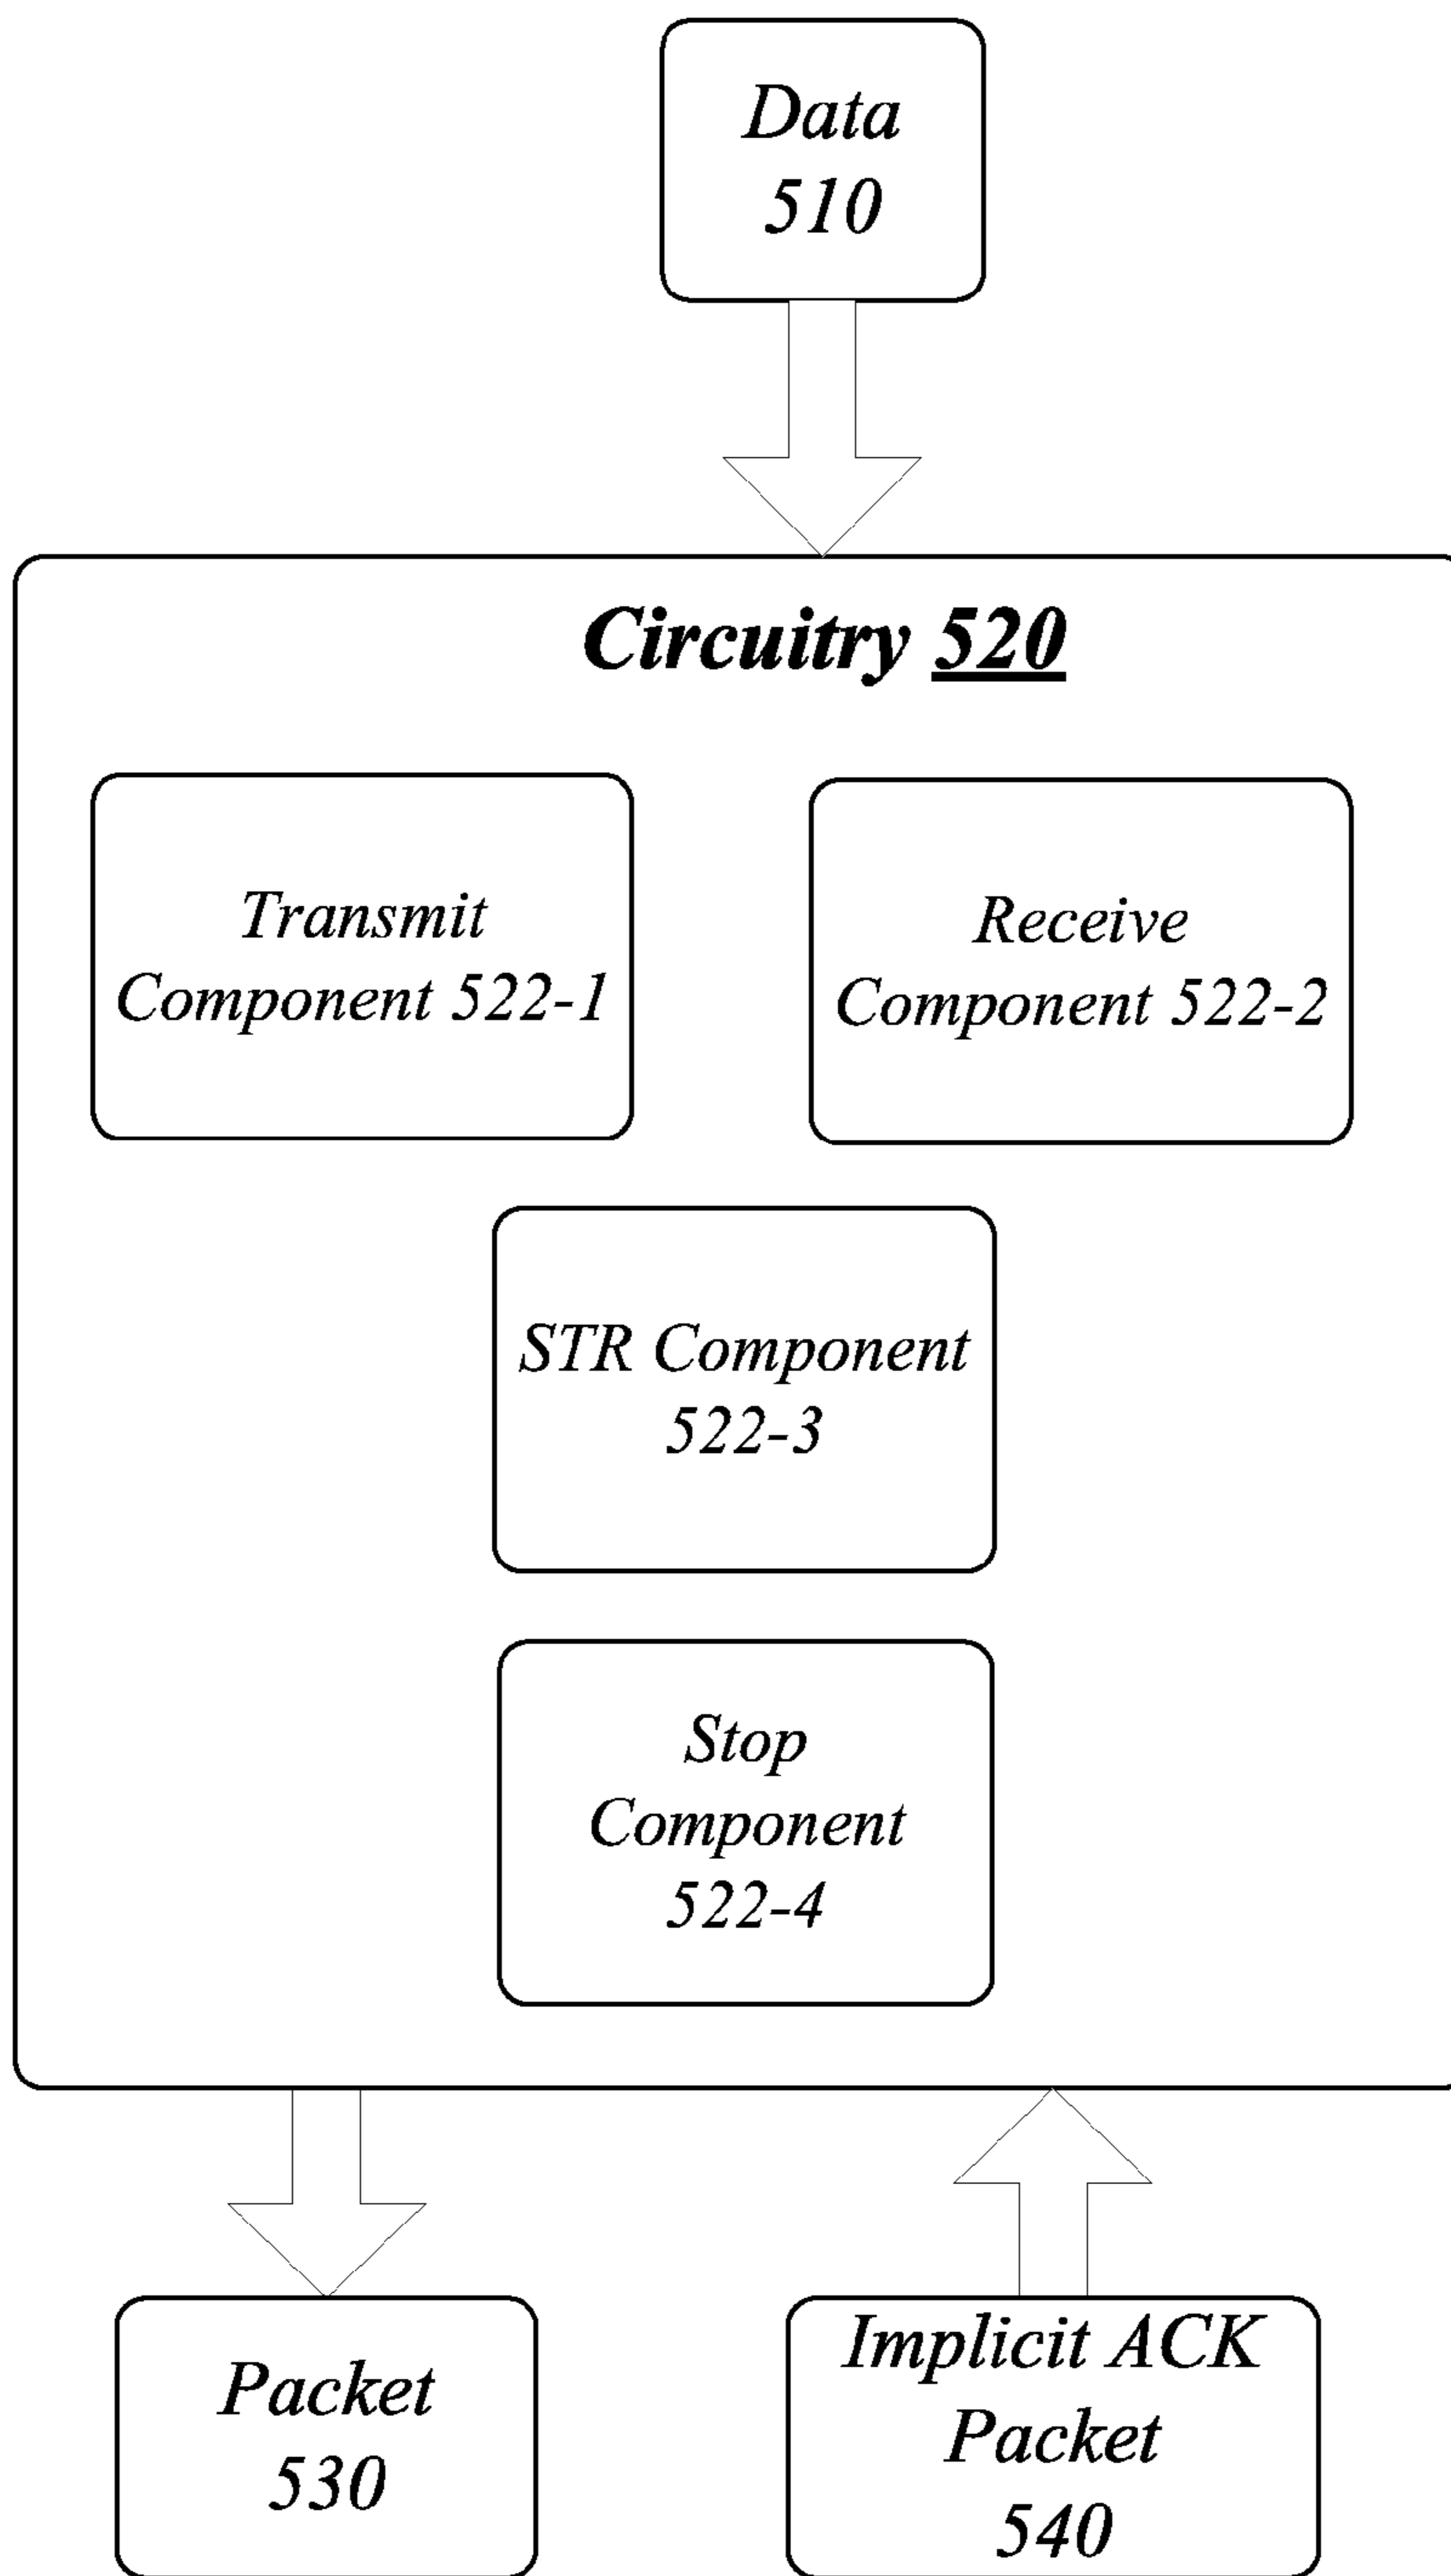 Data
510
Circuitry 520
Transmit
Component 522-1
Receive
Component 522-2
STR Component
522-3
Stop
Component
522-4
Packet
530
Implicit ACK
Packet
540